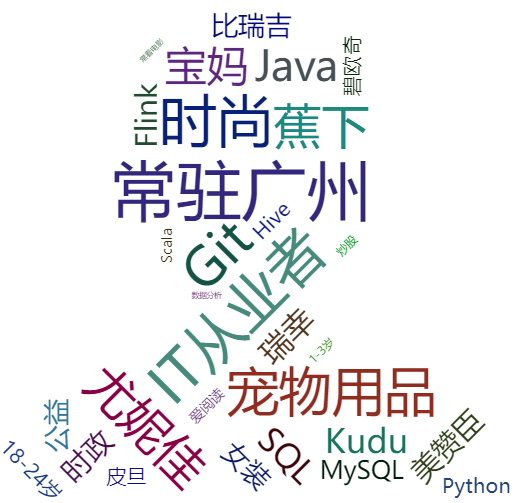 比瑞吉
常看电影
宝妈
Java
碧欧奇
Flink
时尚
蕉下
常驻广州
Scala
Git
Hive
炒股
数据分析
IT从业者
瑞幸
1-3岁
尤妮佳
宠物用品
爱阅读
公益
时政
18-24岁
皮旦
女装
SQL
Kudu
MySQL
美赞臣
Python